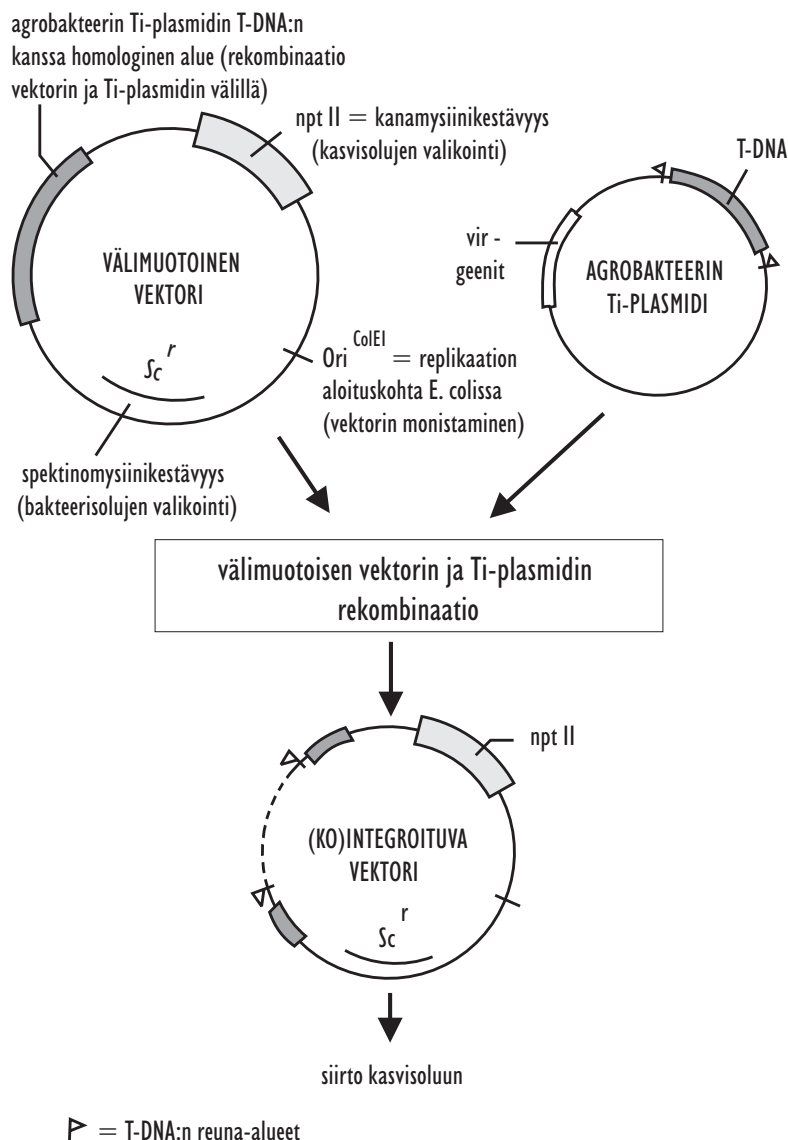 agrobakteerin Ti-plasmidin T-DNA:n
kanssa homologinen alue (rekombinaatio
vektorin ja Ti-plasmidin välillä)
npt II = kanamysiinikestävyys
(kasvisolujen valikointi)
T-DNA
vir -
geenit
VÄLIMUOTOINEN
VEKTORI
AGROBAKTEERIN
Ti-PLASMIDI
Sc r
Ori ColEI = replikaation
aloituskohta E. colissa
(vektorin monistaminen)
spektinomysiinikestävyys
(bakteerisolujen valikointi)
välimuotoisen vektorin ja Ti-plasmidin
rekombinaatio
npt II
(KO)INTEGROITUVA
VEKTORI
Sc r
siirto kasvisoluun
= T-DNA:n reuna-alueet